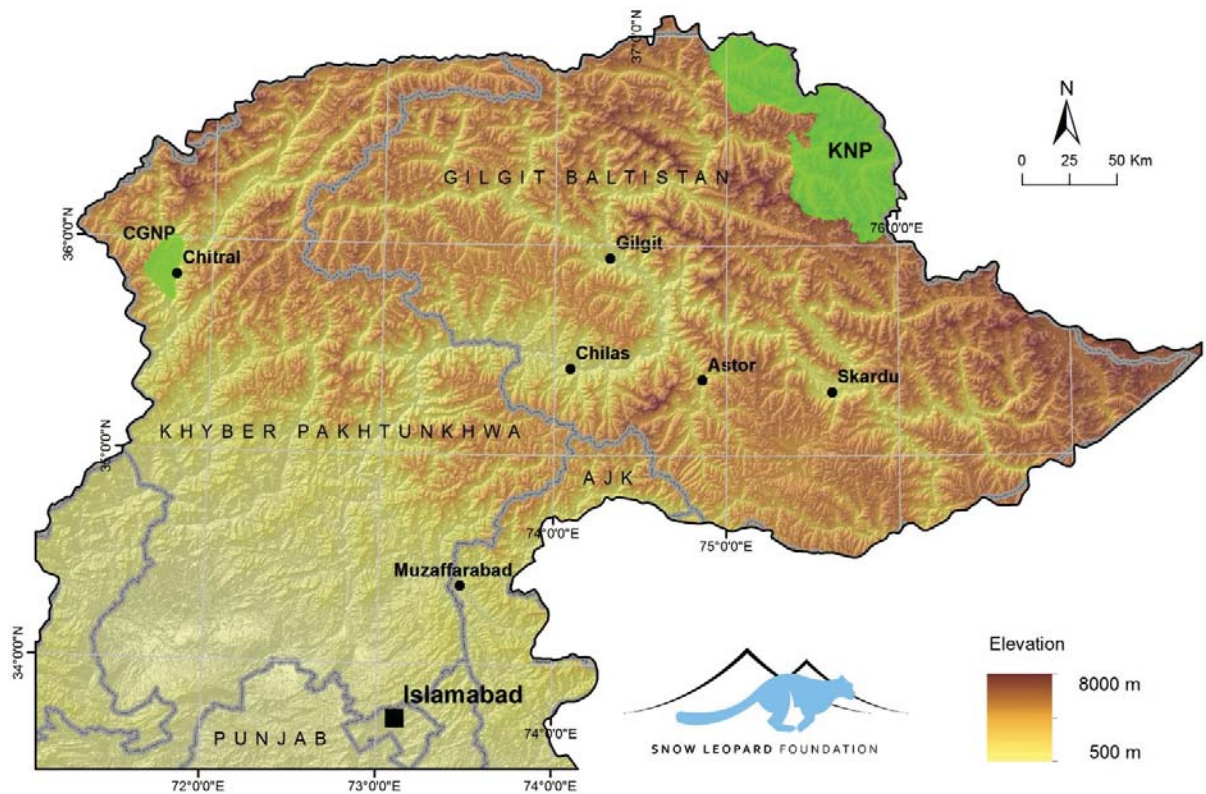 37°0'0"N
N
0 25 50 Km
KNP
GILGIT BALTISTAN
76°0'0"E
36°0'0"N
CGNP
Chitral
Gilgit
Chilas
Astor
Skardu
KHYBER PAKHTUNKHWA
35°0'0"N
AJK
74°0'0"E
75°0'0"E
Muzaffarabad
34°0'0"N
Elevation
8000 m
500 m
Islamabad
PUNJAB
74°0'0"E
SNOW LEOPARD FOUNDATION
72°0'0"E
73°0'0"E
74°0'0"E